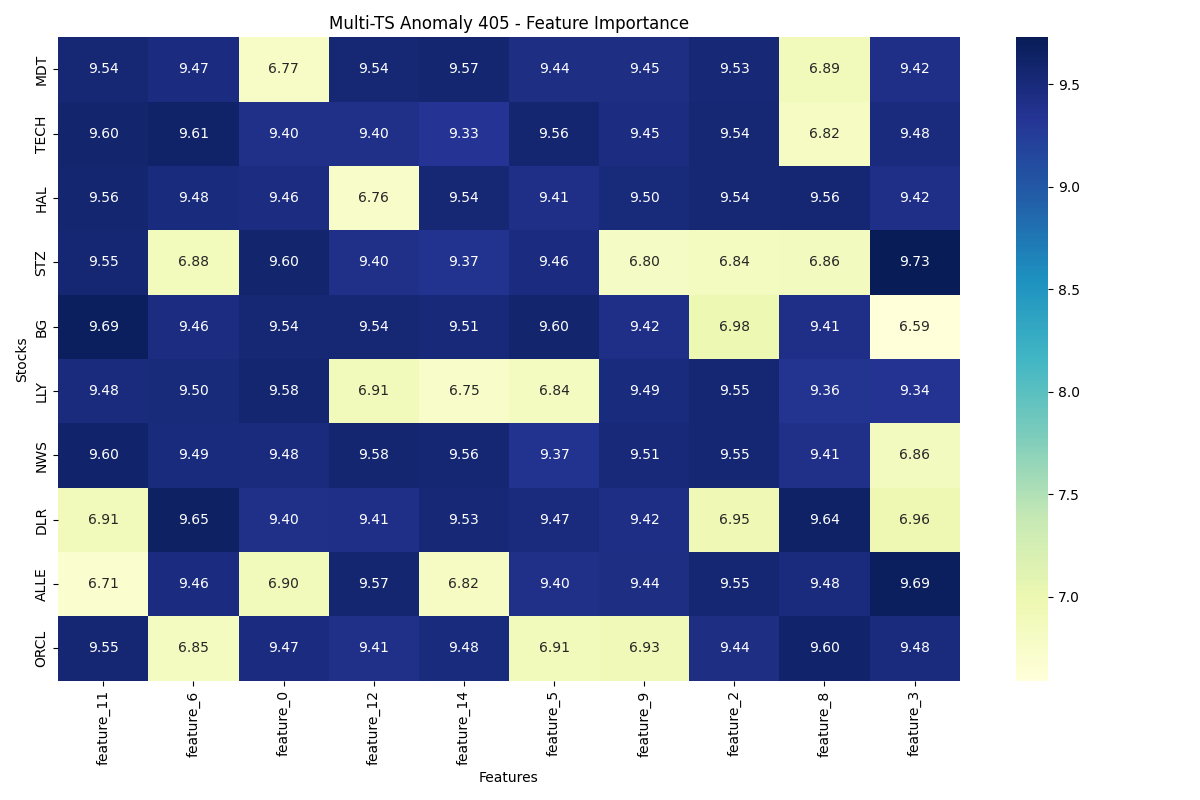 Multi-TS Anomaly 405 - Feature Importance
Stocks
MDT 9.54 9.47 6.77 9.54 9.57 9.44 9.45 9.53 6.89 9.42
TECH 9.60 9.61 9.40 9.40 9.33 9.56 9.45 9.54 6.82 9.48
HAL 9.56 9.48 9.46 6.76 9.54 9.41 9.50 9.54 9.56 9.42
STZ 9.55 6.88 9.60 9.40 9.37 9.46 6.80 6.84 6.86 9.73
BG 9.69 9.46 9.54 9.54 9.51 9.60 9.42 6.98 9.41 6.59
LLY 9.48 9.50 9.58 6.91 6.75 6.84 9.49 9.55 9.36 9.34
NWS 9.60 9.49 9.48 9.58 9.56 9.37 9.51 9.55 9.41 6.86
DLR 6.91 9.65 9.40 9.41 9.53 9.47 9.42 6.95 9.64 6.96
ALLE 6.71 9.46 6.90 9.57 6.82 9.40 9.44 9.55 9.48 9.69
ORCL 9.55 6.85 9.47 9.41 9.48 6.91 6.93 9.44 9.60 9.48
feature_11 feature_6 feature_0 feature_12 feature_14 feature_5 feature_9 feature_2 feature_8 feature_3
Features
9.5
9.0
8.5
8.0
7.5
7.0